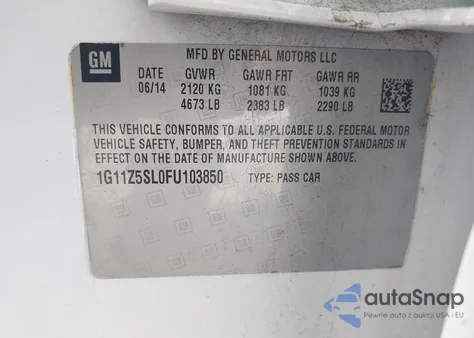 GM
MFD BY GENERAL MOTORS LLC
DATE GVWR GAWR FRT GAWR RR
06/14 2120 KG 1081 KG 1039 KG
4673 LB 2383 LB 2290 LB
THIS VEHICLE CONFORMS TO ALL APPLICABLE U.S. FEDERAL MOTOR
VEHICLE SAFETY, BUMPER, AND THEFT PREVENTION STANDARDS IN
EFFECT ON THE DATE OF MANUFACTURE SHOWN ABOVE.
1G11Z5SL0FU103850 TYPE: PASS CAR
autoSnap
Pewne auta z aukcji USA - EU